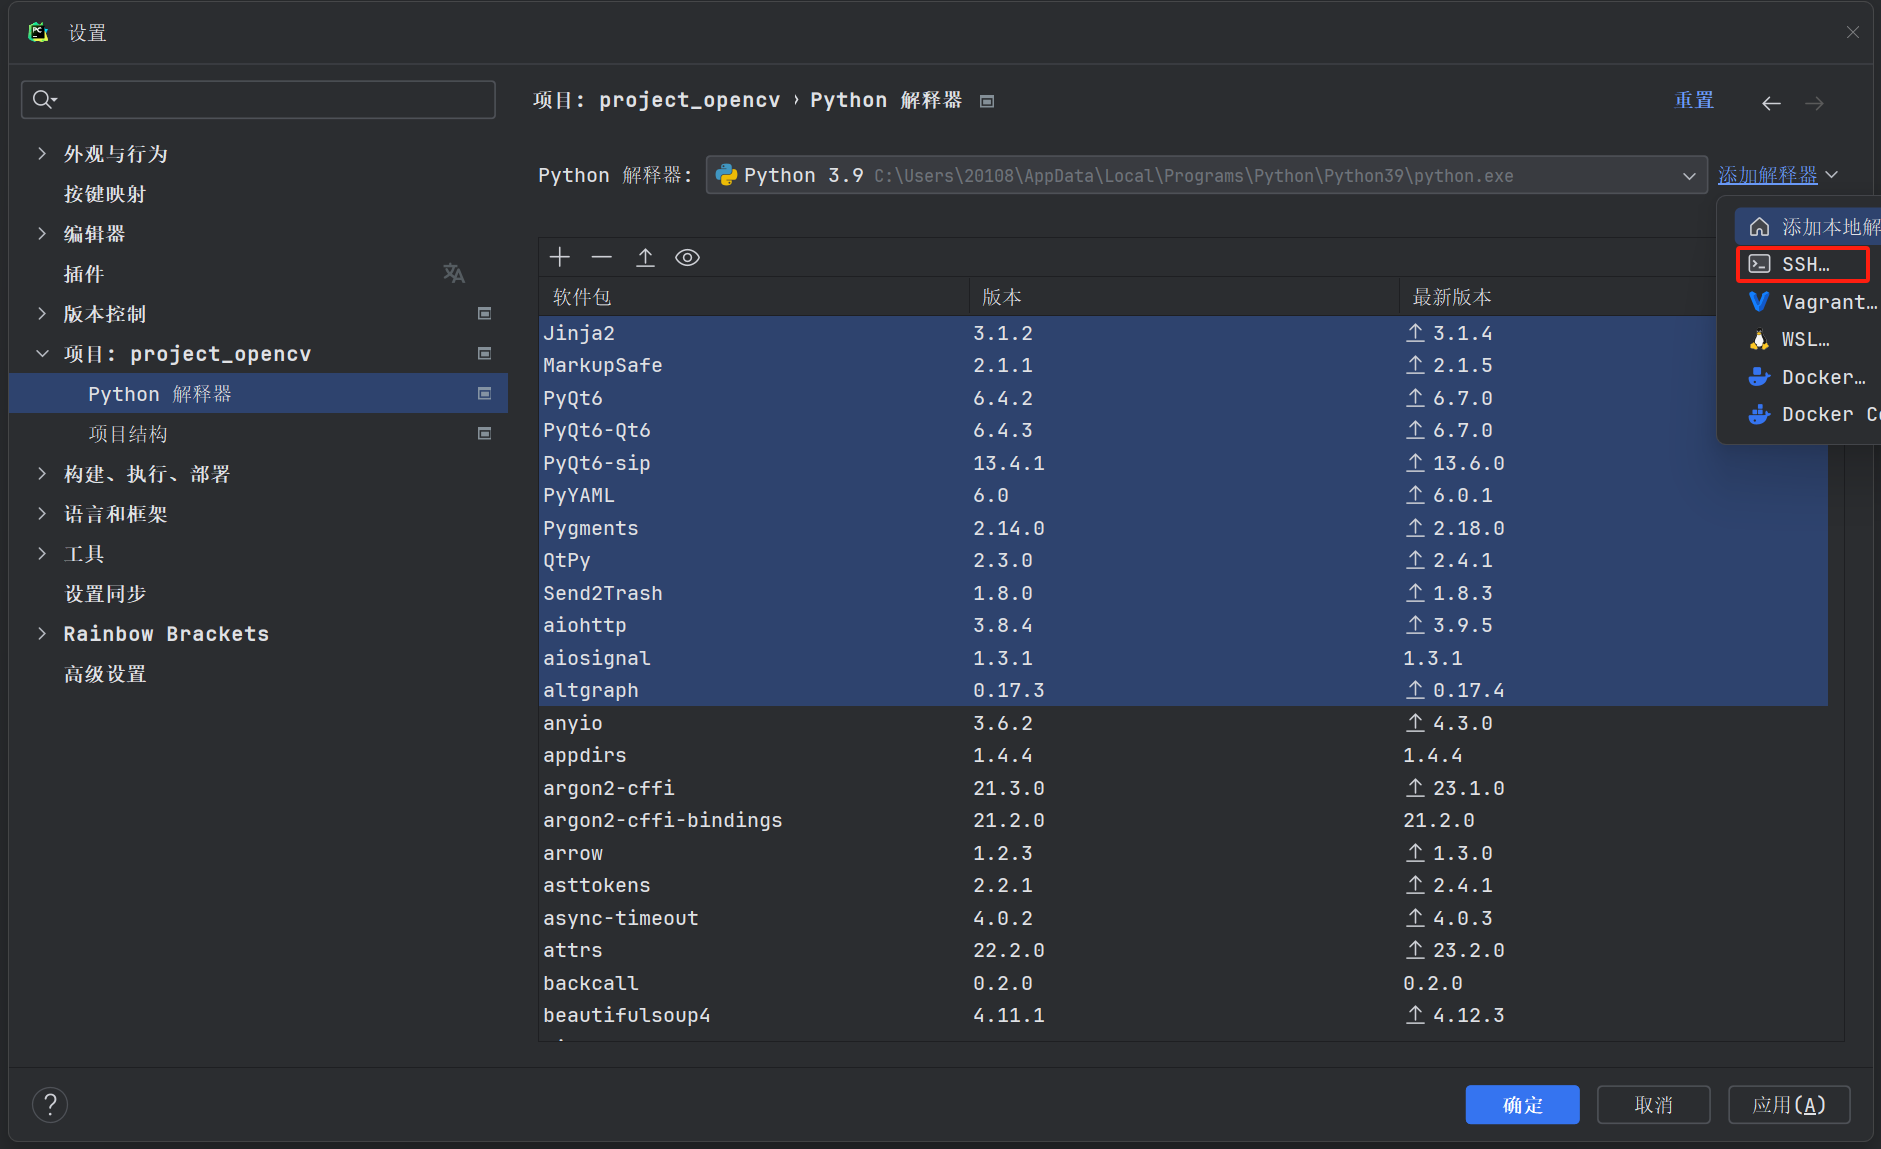 设置
项目: project_opencv › Python 解释器
重置
外观与行为
按键映射
编辑器
插件
版本控制
项目: project_opencv
Python 解释器
项目结构
构建、执行、部署
语言和框架
工具
设置同步
Rainbow Brackets
高级设置
Python 解释器: Python 3.9 C:\Users\20108\AppData\Local\Programs\Python\Python39\python.exe 添加解释器
添加本地解
SSH...
Vagrant...
WSL...
Docker...
Docker Co
软件包 版本 最新版本
Jinja2 3.1.2 3.1.4
MarkupSafe 2.1.1 2.1.5
PyQt6 6.4.2 6.7.0
PyQt6-Qt6 6.4.3 6.7.0
PyQt6-sip 13.4.1 13.6.0
PyYAML 6.0 6.0.1
Pygments 2.14.0 2.18.0
QtPy 2.3.0 2.4.1
Send2Trash 1.8.0 1.8.3
aiohttp 3.8.4 3.9.5
aiosignal 1.3.1 1.3.1
altgraph 0.17.3 0.17.4
anyio 3.6.2 4.3.0
appdirs 1.4.4 1.4.4
argon2-cffi 21.3.0 23.1.0
argon2-cffi-bindings 21.2.0 21.2.0
arrow 1.2.3 1.3.0
asttokens 2.2.1 2.4.1
async-timeout 4.0.2 4.0.3
attrs 22.2.0 23.2.0
backcall 0.2.0 0.2.0
beautifulsoup4 4.11.1 4.12.3
? 确定 取消 应用(A)